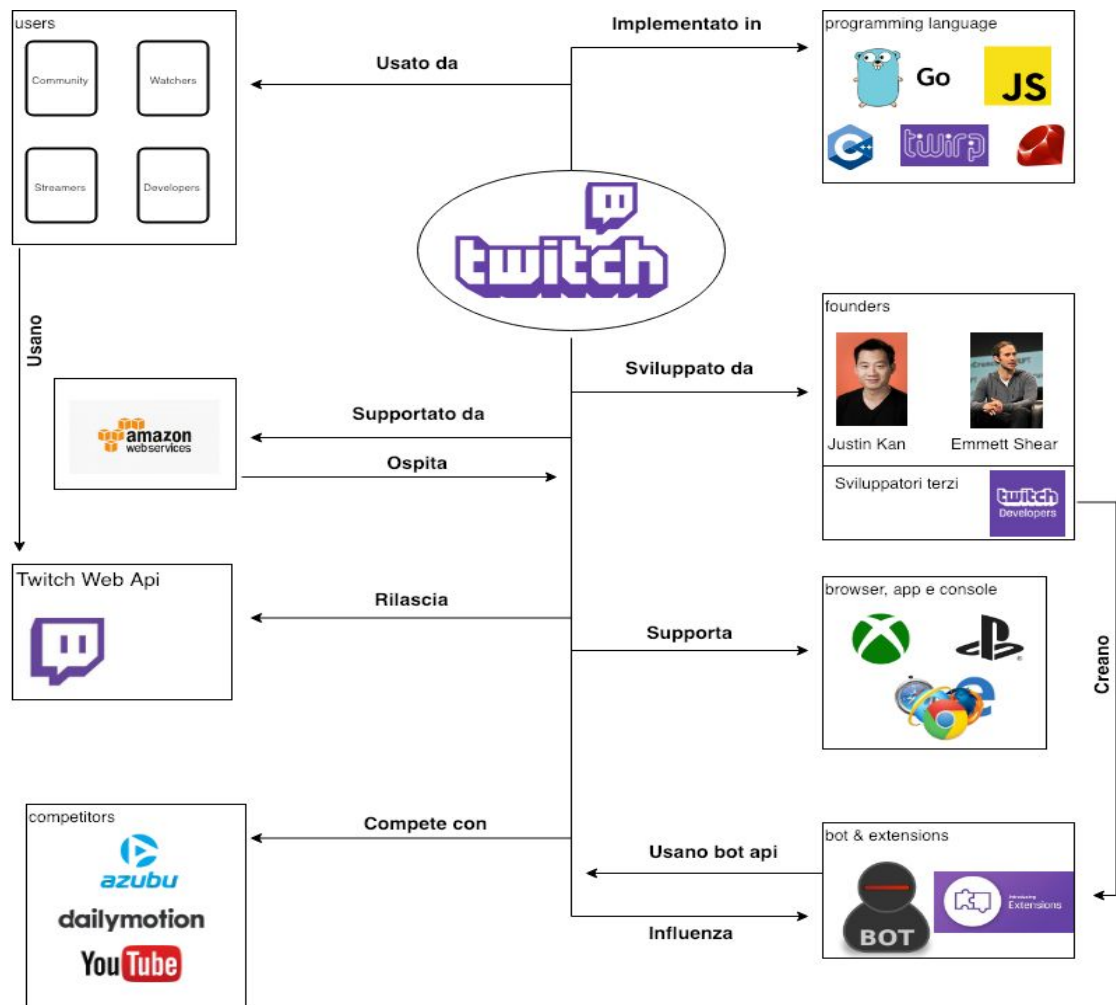 users
Community
Watchers
Streamers
Developers
Usato da
Implementato in
programming language
Go
JS
C++
twirp
twitch
Usano
amazon
webservices
Supportato da
Ospita
Sviluppato da
founders
Justin Kan
Emmett Shear
Sviluppatori terzi
twitch
Developers
Twitch Web Api
Rilascia
Supporta
browser, app e console
Creano
competitors
azubu
dailymotion
YouTube
Compete con
Usano bot api
Influenza
bot & extensions
BOT
Introducing
Extensions